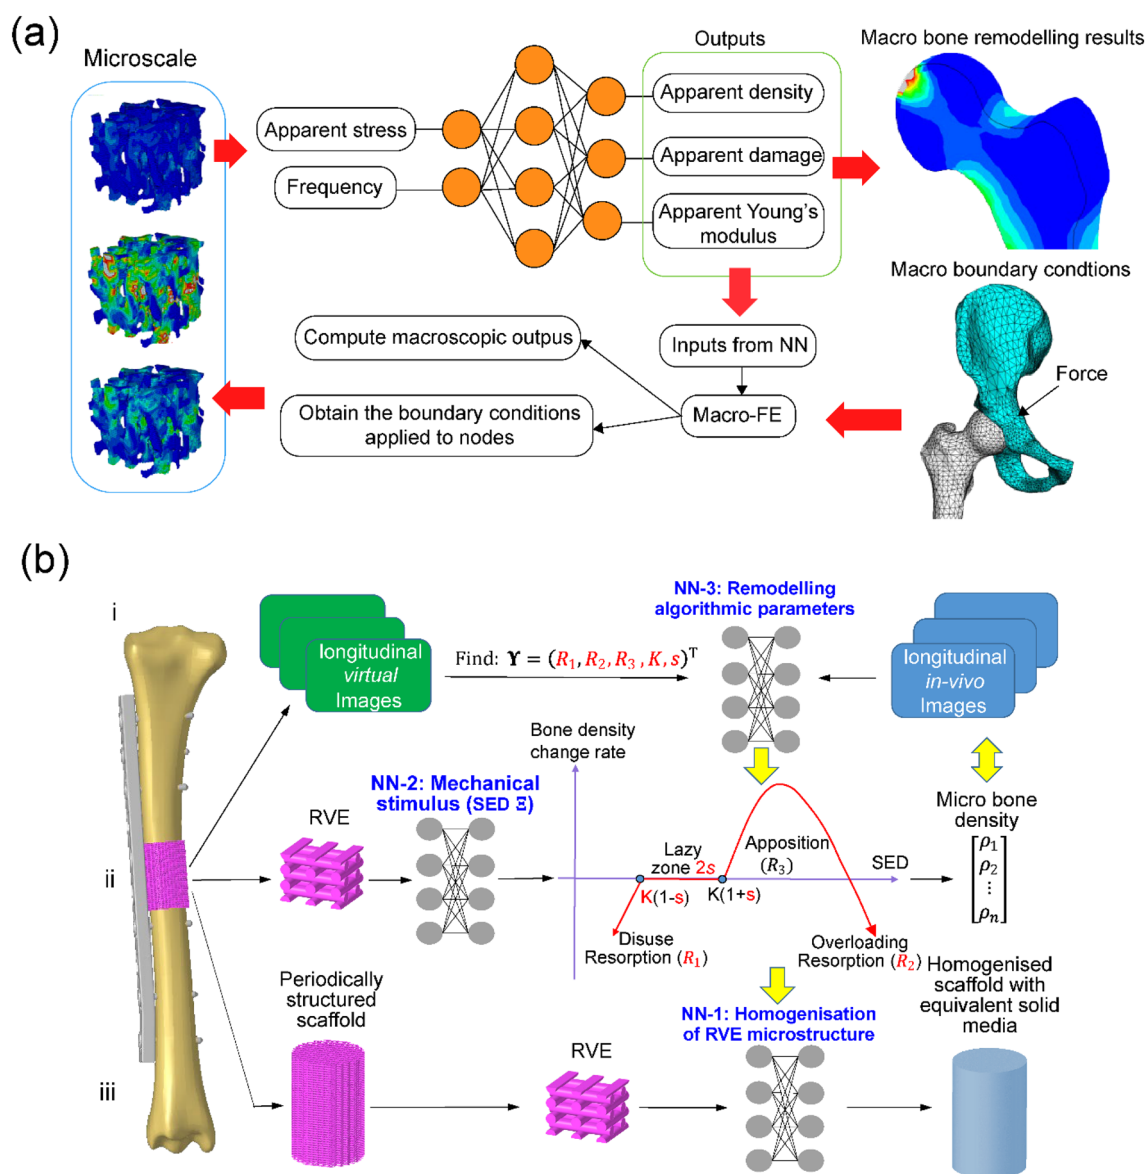 (a)
Microscale
Apparent stress
Frequency
Outputs
Apparent density
Apparent damage
Apparent Young's
modulus
Macro bone remodelling results
Macro boundary condtions
Force
Inputs from NN
Macro-FE
Compute macroscopic outpus
Obtain the boundary conditions
applied to nodes
(b)
i
longitudinal
virtual
Images
Find: ϒ = (R₁, R₂, R₃, K, s)ᵀ
NN-3: Remodelling
algorithmic parameters
longitudinal
in-vivo
Images
ii
RVE
NN-2: Mechanical
stimulus (SED Ξ)
Bone density
change rate
Lazy
zone 2s
K(1-s)
K(1+s)
Apposition
(R₃)
SED
Disuse
Resorption (R₁)
Overloading
Resorption (R₂)
Micro bone
density
ρ₁
ρ₂
⋮
ρₙ
iii
Periodically
structured
scaffold
RVE
NN-1: Homogenisation
of RVE microstructure
Homogenised
scaffold with
equivalent solid
media